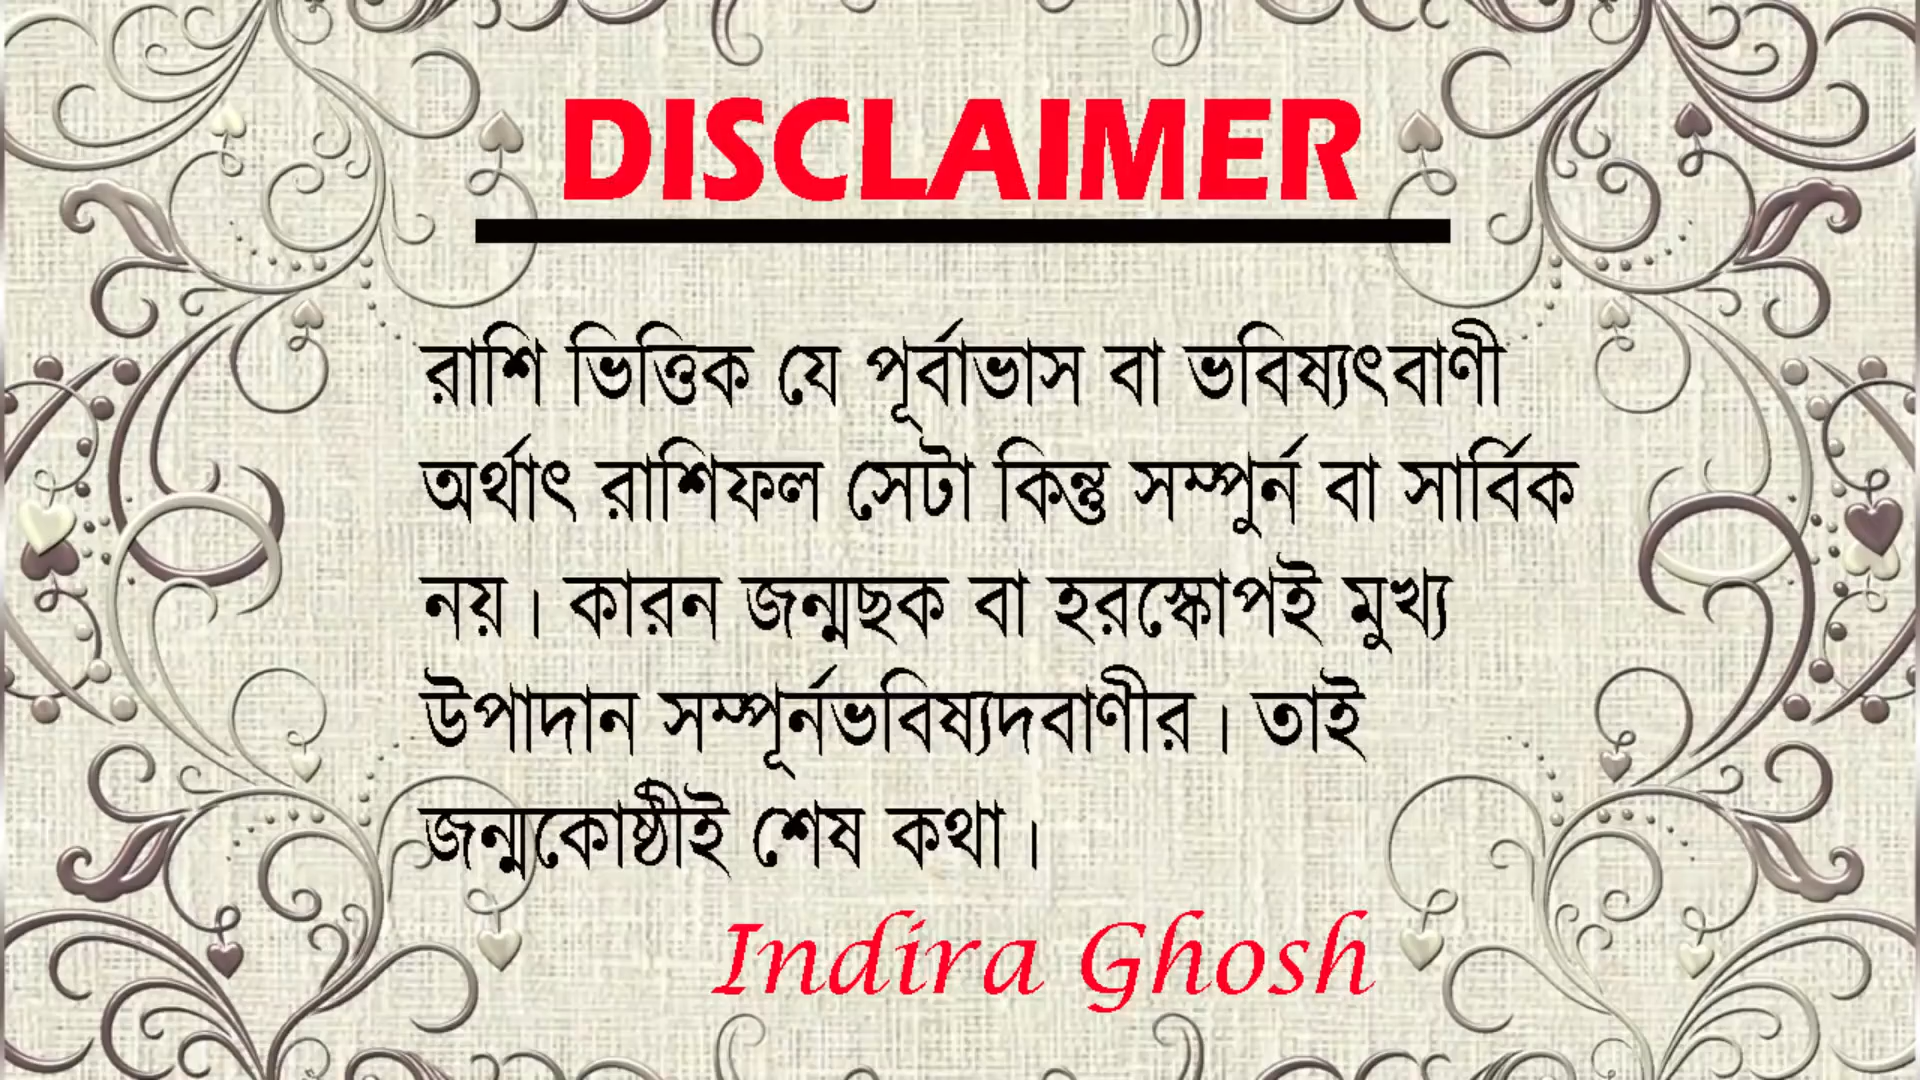 DISCLAIMER
রাশি ভিত্তিক যে পূর্বাভাস বা ভবিষ্যৎবাণী
অর্থাৎ রাশিফল সেটা কিন্তু সম্পুর্ন বা সার্বিক
নয়। কারন জন্মছক বা হরস্কোপই মুখ্য
উপাদান সম্পূর্নভবিষ্যদবাণীর। তাই
জন্মকোষ্ঠীই শেষ কথা।
Indira Ghosh